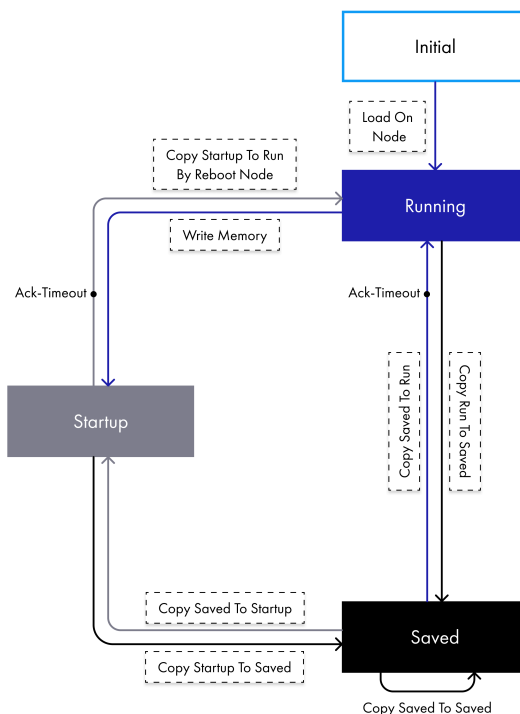 Initial
Load On
Node
Copy Startup To Run
By Reboot Node
Running
Write Memory
Ack-Timeout
Ack-Timeout
Copy Saved To Run
Copy Run To Saved
Startup
Copy Saved To Startup
Copy Startup To Saved
Saved
Copy Saved To Saved